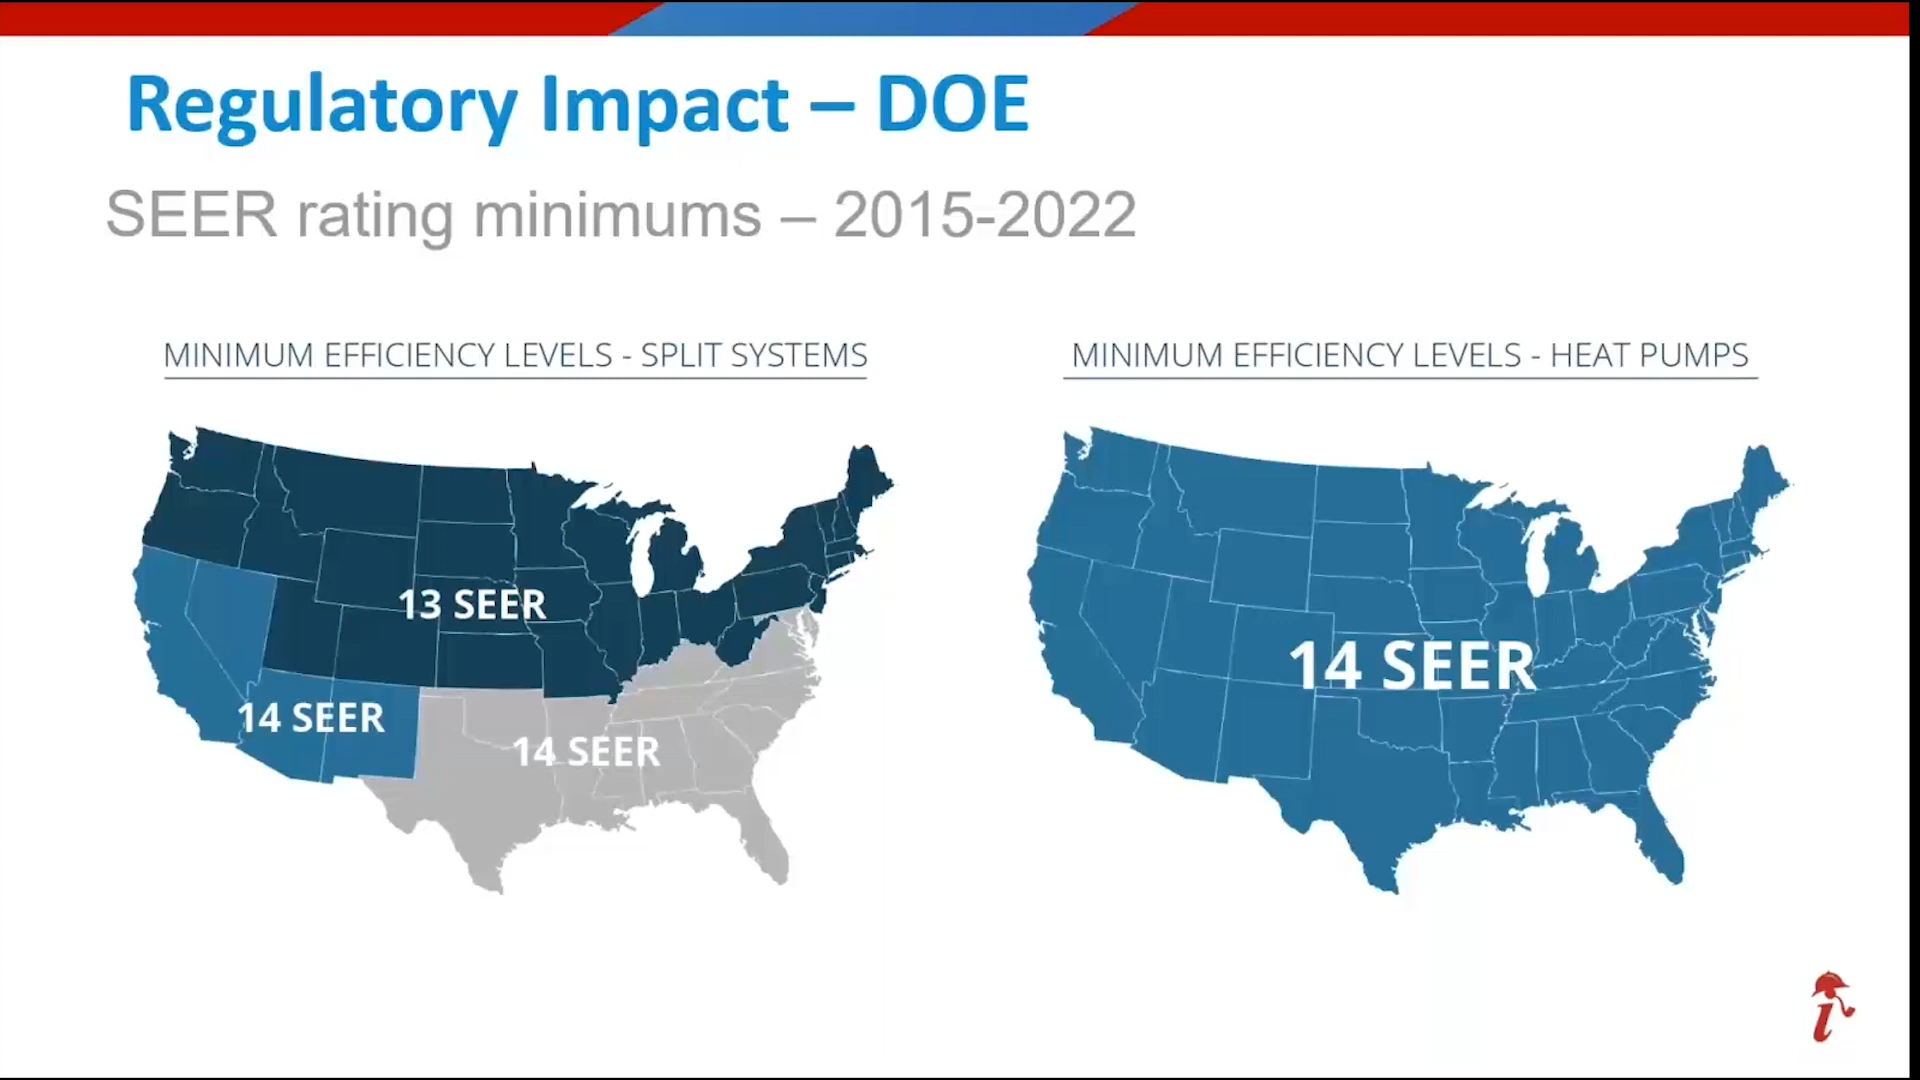 Regulatory Impact – DOE
SEER rating minimums – 2015-2022
MINIMUM EFFICIENCY LEVELS - SPLIT SYSTEMS
13 SEER
14 SEER
14 SEER
MINIMUM EFFICIENCY LEVELS - HEAT PUMPS
14 SEER
i